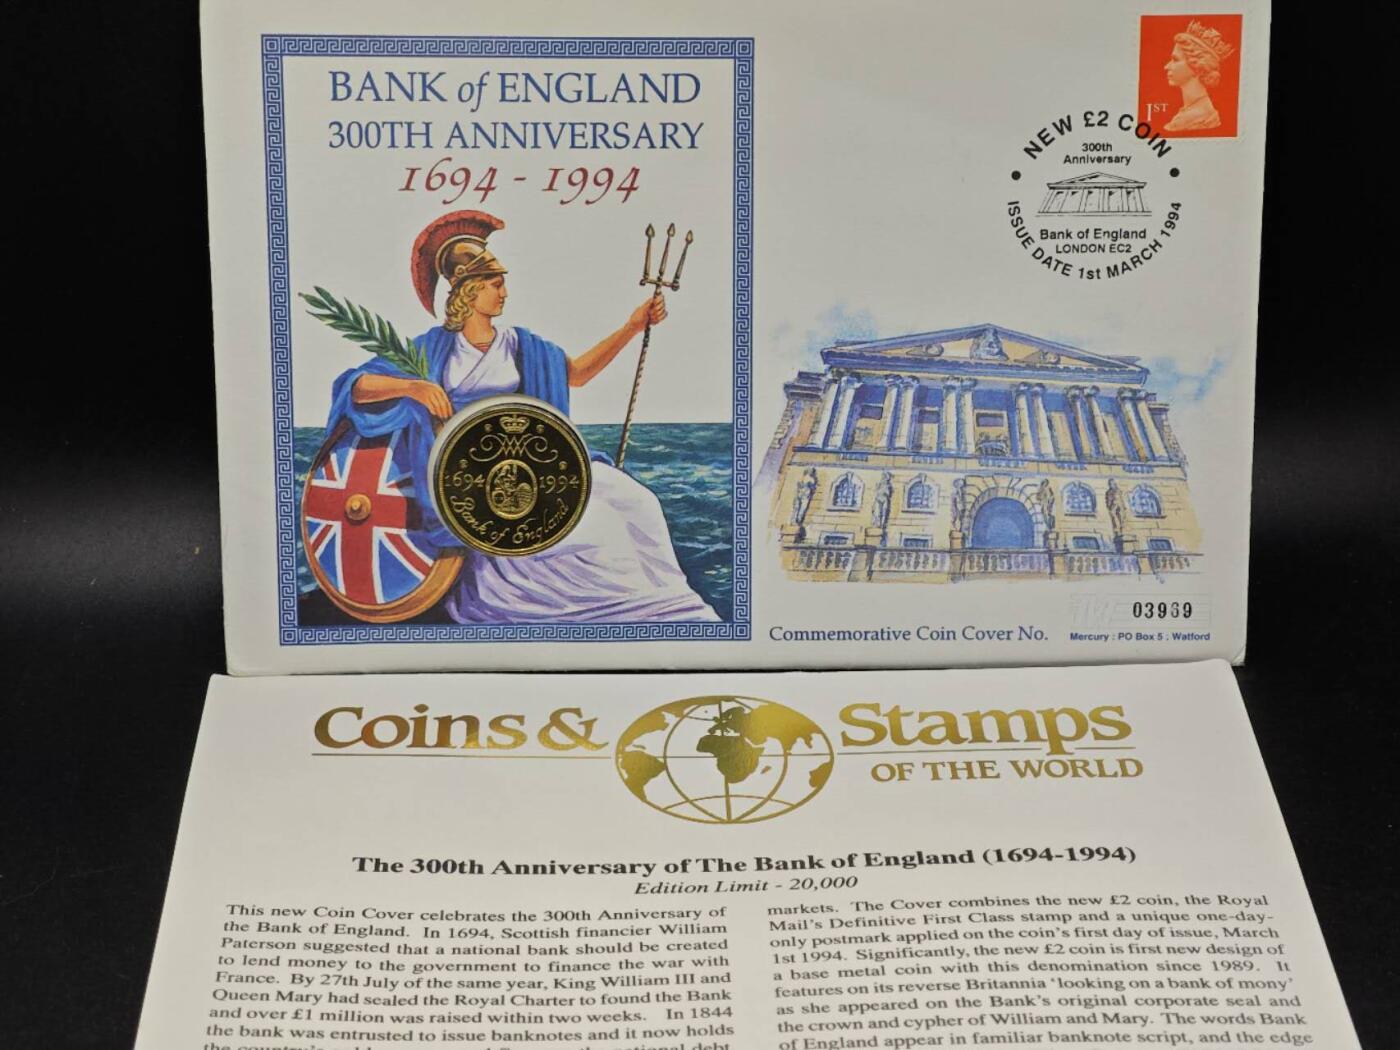 BANK of ENGLAND
300TH ANNIVERSARY
1694 - 1994
1694 1994
Bank of England
1ST
NEW £2 COIN
300th
Anniversary
Bank of England
LONDON EC2
ISSUE DATE 1st MARCH 1994
Commemorative Coin Cover No.
03969
Mercury : PO Box 5 : Watford
Coins & Stamps
OF THE WORLD
The 300th Anniversary of The Bank of England (1694-1994)
Edition Limit - 20,000
This new Coin Cover celebrates the 300th Anniversary of
the Bank of England. In 1694, Scottish financier William
Paterson suggested that a national bank should be created
to lend money to the government to finance the war with
France. By 27th July of the same year, King William III and
Queen Mary had sealed the Royal Charter to found the Bank
and over £1 million was raised within two weeks. In 1844
the bank was entrusted to issue banknotes and it now holds
markets. The Cover combines the new £2 coin, the Royal
Mail's Definitive First Class stamp and a unique one-day-
only postmark applied on the coin's first day of issue, March
1st 1994. Significantly, the new £2 coin is first new design of
a base metal coin with this denomination since 1989. It
features on its reverse Britannia 'looking on a bank of mony'
as she appeared on the Bank's original corporate seal and
the crown and cypher of William and Mary. The words Bank
of England appear in familiar banknote script, and the edge